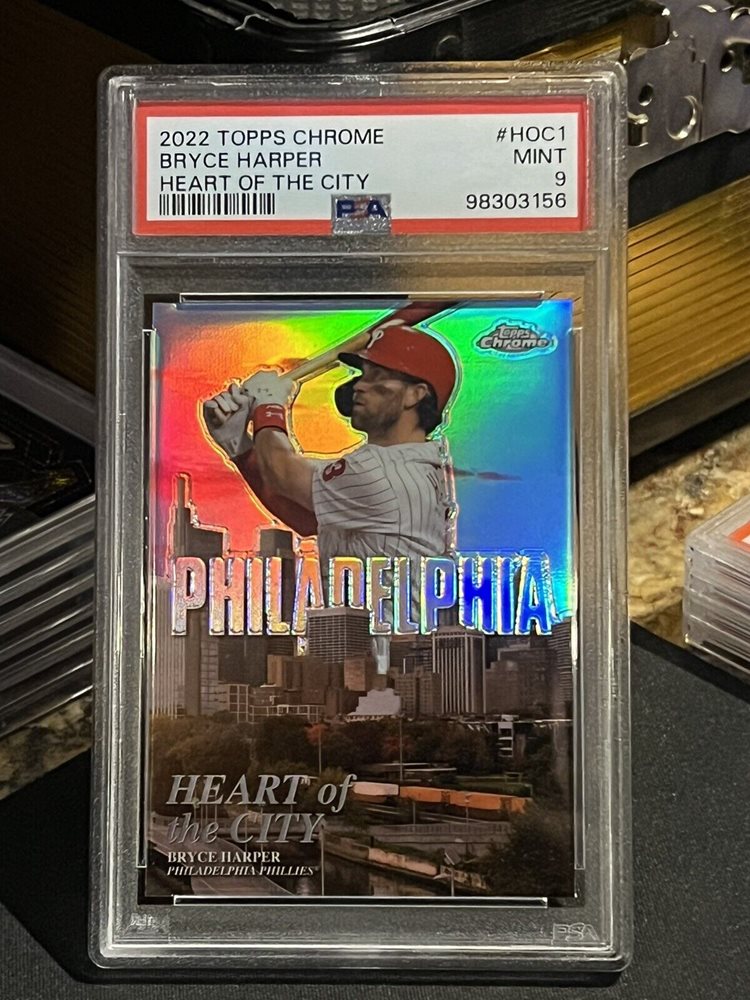 2022 TOPPS CHROME #HOC1
BRYCE HARPER MINT
HEART OF THE CITY 9
98303156
PSA
Topps
Chrome
P
3
PHILADELPHIA
HEART of
the CITY
BRYCE HARPER
PHILADELPHIA PHILLIES
PSA